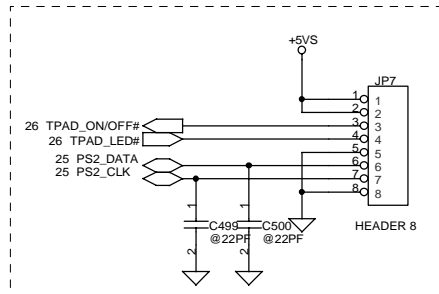 +5VS
JP7
1 1
2 2
26 TPAD_ON/OFF# 3 3
26 TPAD_LED# 4 4
5 5
25 PS2_DATA 6 6
25 PS2_CLK 7 7
8 8
1 1
C499 C500
@22PF @22PF
2 2
HEADER 8